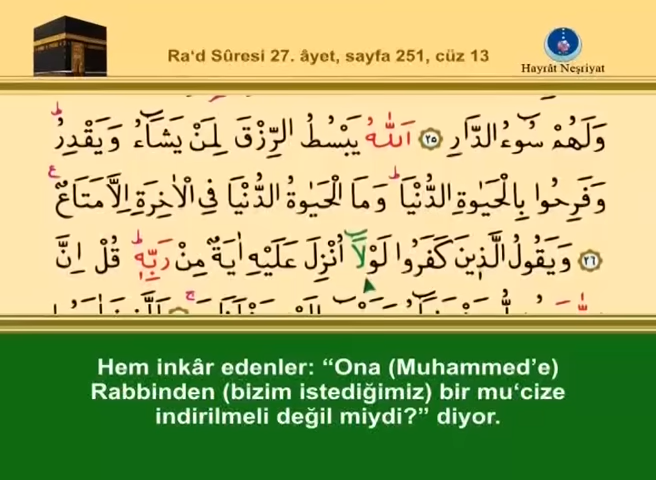 Ra'd Sûresi 27. âyet, sayfa 251, cüz 13
Hayrât Neşriyat
وَلَهُمْ سُٓوءُ الدَّارِ ﴿٢٥﴾ اَللّٰهُ يَبْسُطُ الرِّزْقَ لِمَنْ يَشَٓاءُ وَيَقْدِرُۜ
وَفَرِحُوا بِالْحَيٰوةِ الدُّنْيَاۜ وَمَا الْحَيٰوةُ الدُّنْيَا فِى الْاٰخِرَةِ اِلَّا مَتَاعٌ۟
﴿٢٦﴾ وَيَقُولُ الَّذِينَ كَفَرُوا لَوْلَٓا اُنْزِلَ عَلَيْهِ اٰيَةٌ مِنْ رَبِّهِۜ قُلْ اِنَّ
Hem inkâr edenler: “Ona (Muhammed’e)
Rabbinden (bizim istediğimiz) bir mu‘cize
indirilmeli değil miydi?” diyor.